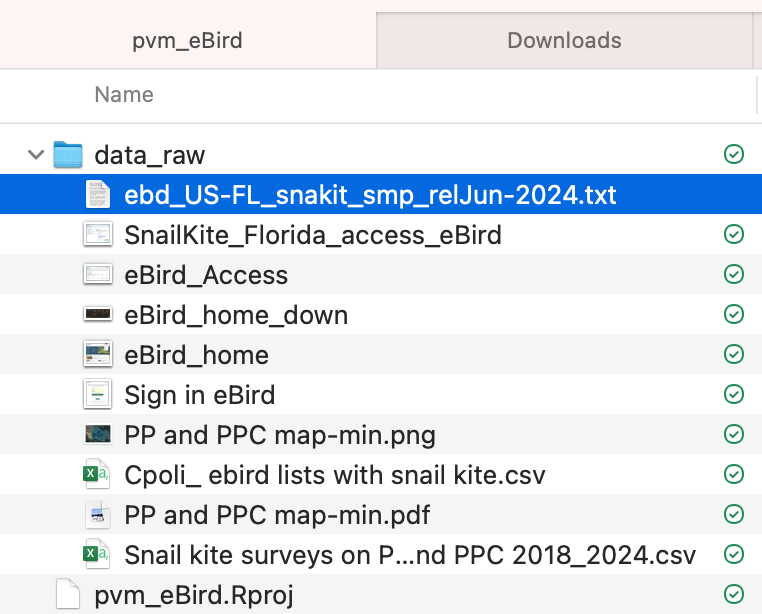 pvm_eBird
Downloads
Name
data_raw
ebd_US-FL_snakit_smp_relJun-2024.txt
SnailKite_Florida_access_eBird
eBird_Access
eBird_home_down
eBird_home
Sign in eBird
PP and PPC map-min.png
Cpoli_ ebird lists with snail kite.csv
PP and PPC map-min.pdf
Snail kite surveys on P...nd PPC 2018_2024.csv
pvm_eBird.Rproj